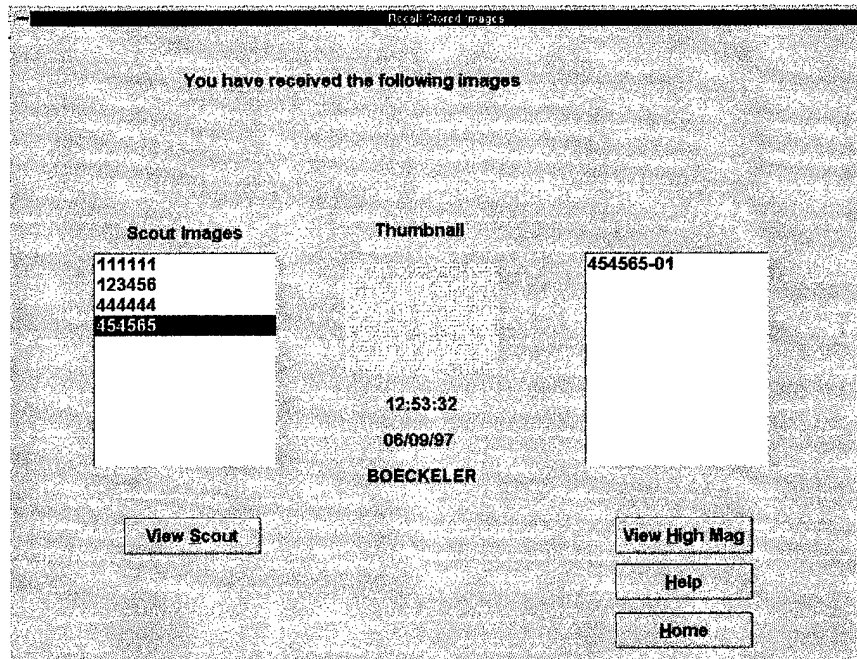 Recall Stored Images
You have received the following images
Scout Images
Thumbnail
111111
123456
444444
454565
454565-01
12:53:32
06/09/97
BOECKELER
View Scout
View High Mag
Help
Home